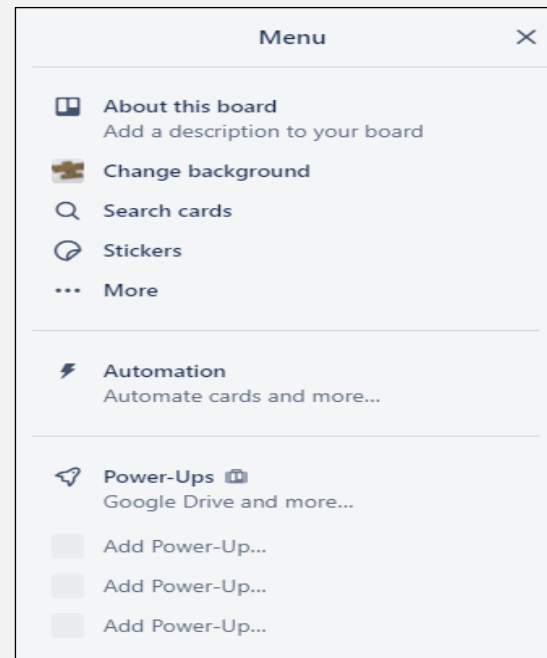 Menu
About this board
Add a description to your board
Change background
Search cards
Stickers
More
Automation
Automate cards and more...
Power-Ups
Google Drive and more...
Add Power-Up...
Add Power-Up...
Add Power-Up...